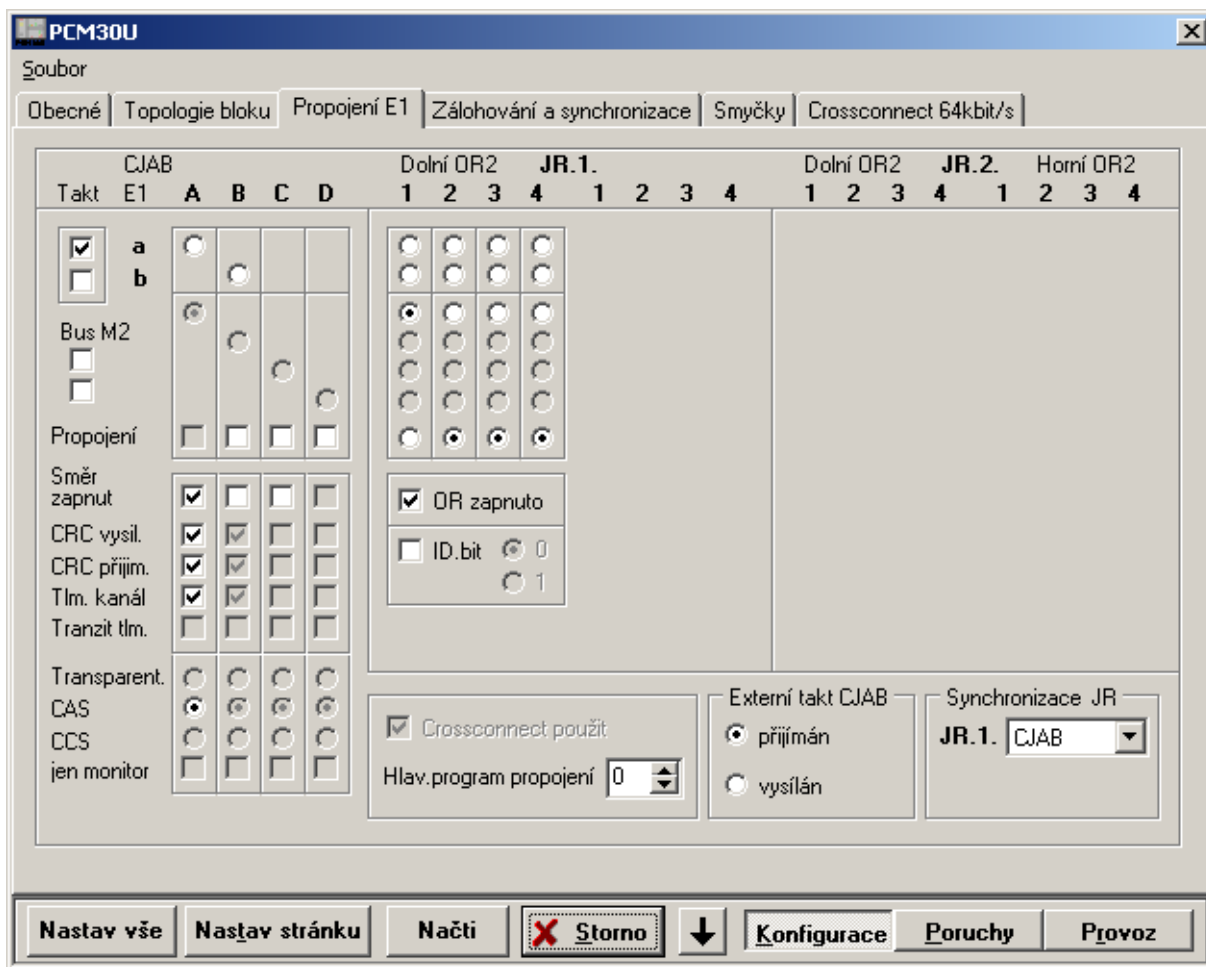 PCM30U
Soubor
Obecné Topologie bloku Propojení E1 Zálohování a synchronizace Smyčky Crossconnect 64kbit/s
CJAB Dolní OR2 JR.1. Dolní OR2 JR.2. Horní OR2
Takt E1 A B C D 1 2 3 4 1 2 3 4 1 2 3 4 1 2 3 4
a
b
Bus M2
Propojení
Směr
zapnut
OR zapnuto
CRC vysil.
ID.bit 0
CRC přijim.
1
Tlm. kanál
Tranzit tlm.
Transparent.
CAS
CCS
jen monitor
Crossconnect použit
Hlav.program propojení 0
Externí takt CJAB
přijímán
vysílán
Synchronizace JR
JR.1. CJAB
Nastav vše Nastav stránku Načti Storno Konfigurace Poruchy Provoz